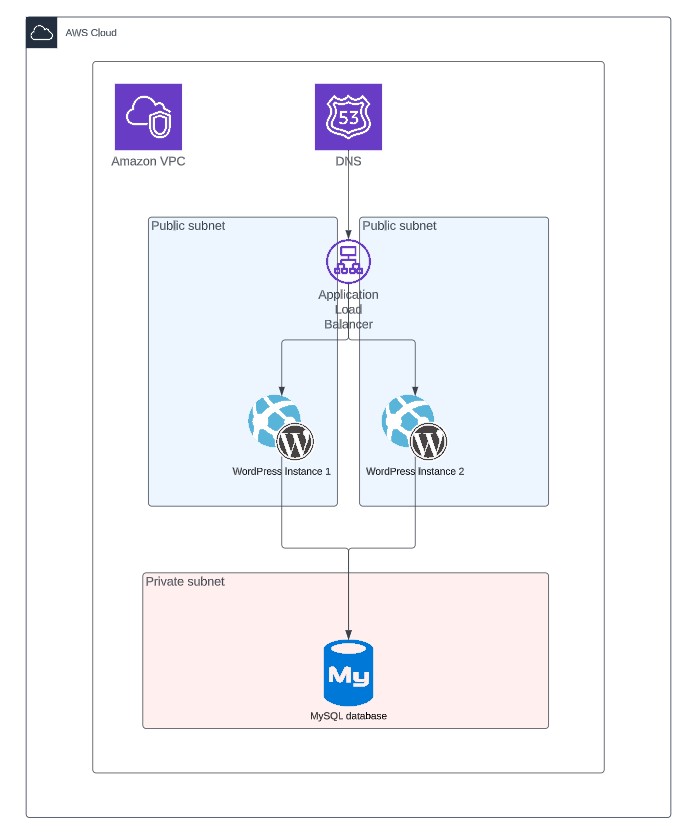 AWS Cloud
Amazon VPC
53
DNS
Public subnet
Public subnet
Application
Load
Balancer
W
W
WordPress Instance 1
WordPress Instance 2
Private subnet
My
MySQL database